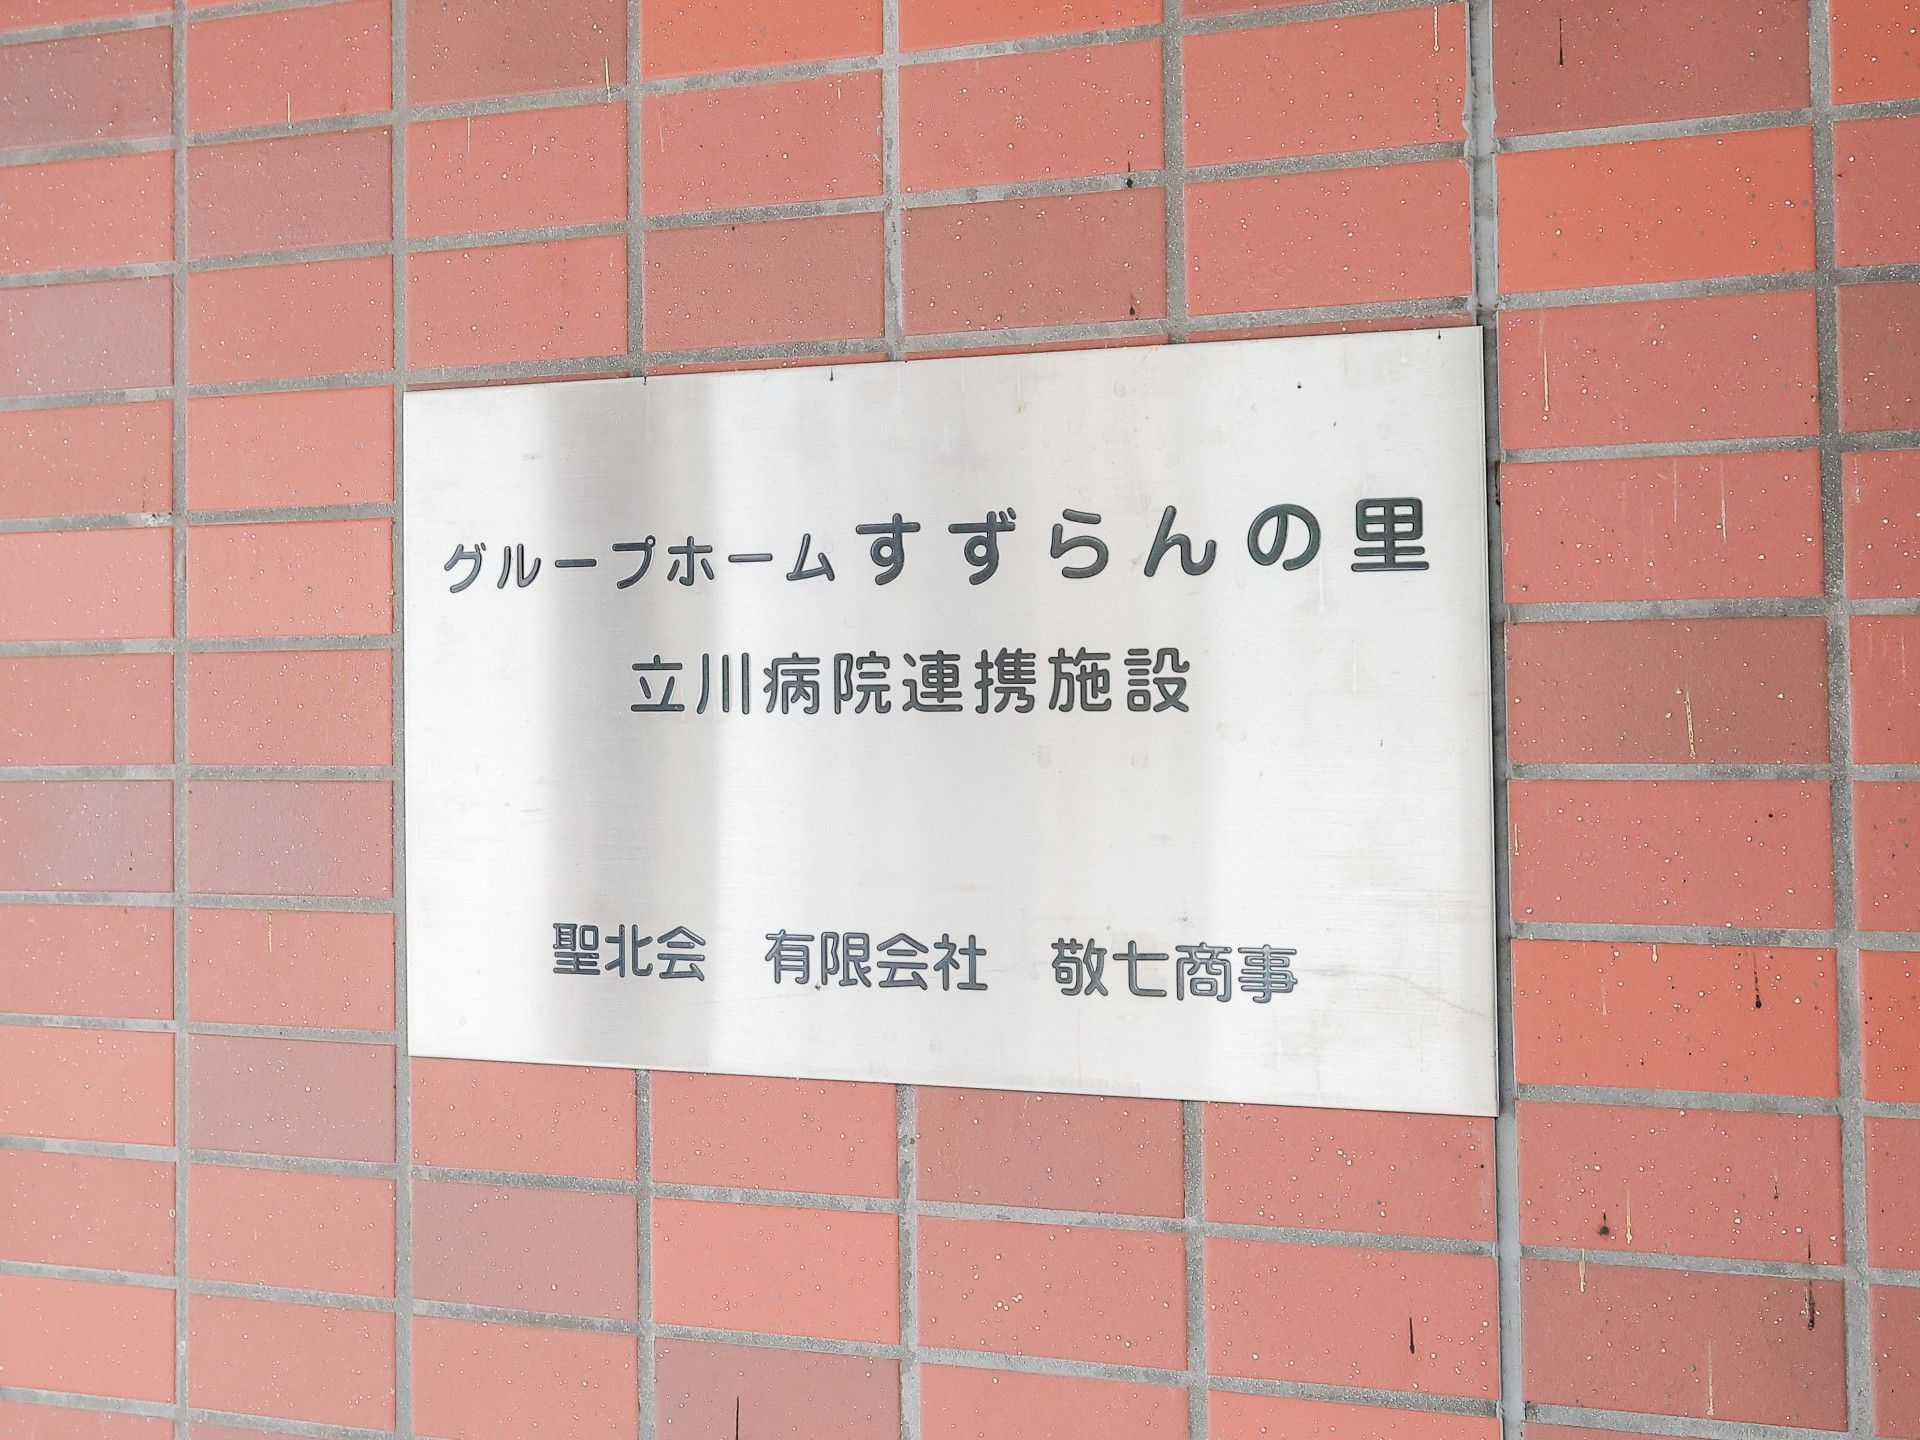 グループホームすずらんの里
立川病院連携施設
聖北会　有限会社　敬七商事